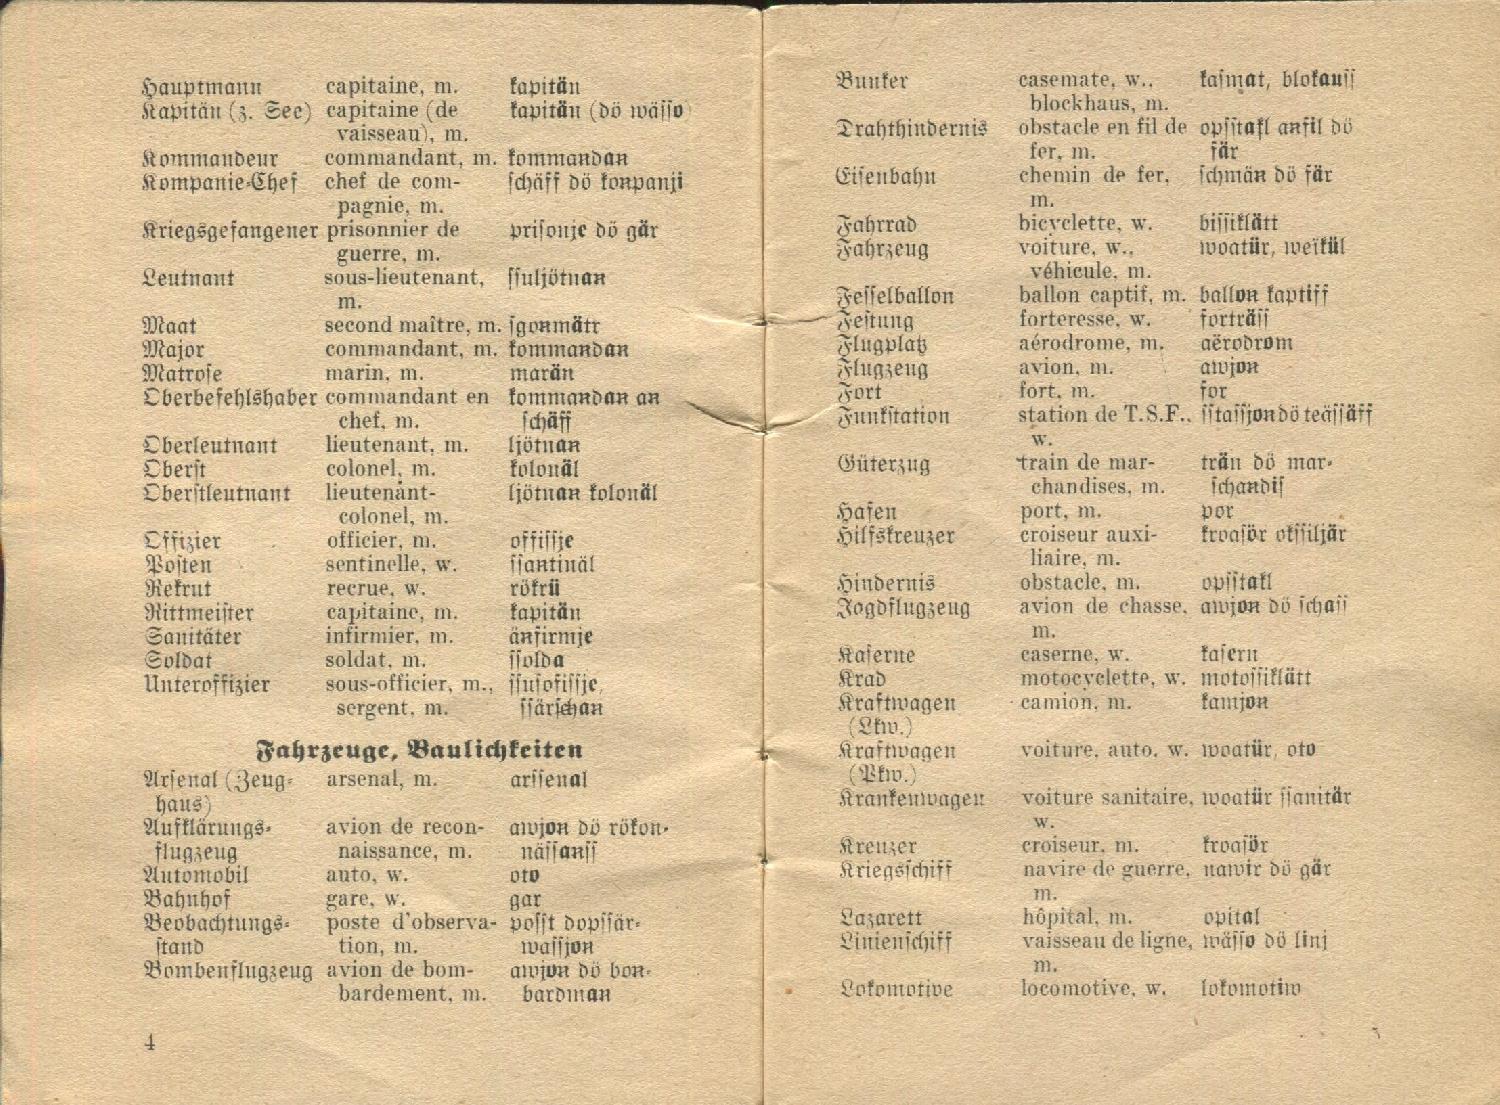 Hauptmann capitaine, m. kapitän
Kapitän (z. See) capitaine (de kapitän (dö wässo)
vaisseau), m.
Kommandeur commandant, m. kommandan
Kompanie-Chef chef de com- schäff dö konpanji
pagnie, m.
Kriegsgefangener prisonnier de prisonje dö gär
guerre, m.
Leutnant sous-lieutenant, ssuljötnan
m.
Maat second maître, m. sgonmätr
Major commandant, m. kommandan
Matrose marin, m. marän
Oberbefehlshaber commandant en kommandan an
chef, m. schäff
Oberleutnant lieutenant, m. ljötnan
Oberst colonel, m. kolonäl
Oberstleutnant lieutenant- ljötnan kolonäl
colonel, m.
Offizier officier, m. offissje
Posten sentinelle, w. ssantinäl
Rekrut recrue, w. rökrü
Rittmeister capitaine, m. kapitän
Sanitäter infirmier, m. änfirmje
Soldat soldat, m. ssolda
Unteroffizier sous-officier, m., ssusofissje,
sergent, m. ssärschan
Fahrzeuge, Baulichkeiten
Arsenal (Zeug- arsenal, m. arssenal
haus)
Aufklärungs- avion de recon- awjon dö rökon-
flugzeug naissance, m. nässanss
Automobil auto, w. oto
Bahnhof gare, w. gar
Beobachtungs- poste d'observa- posst dopssär-
stand tion, m. wassjon
Bombenflugzeug avion de bom- awjon dö bon-
bardement, m. bardman
4
Bunker casemate, w., kasmat, blokauss
blockhaus, m.
Drahthindernis obstacle en fil de opsstakl anfil dö
fer, m. fär
Eisenbahn chemin de fer, schmän dö fär
m.
Fahrrad bicyclette, w. bissiklätt
Fahrzeug voiture, w., woatür, weïkül
véhicule, m.
Fesselballon ballon captif, m. ballon kaptiff
Festung forteresse, w. forträss
Flugplatz aérodrome, m. aërodrom
Flugzeug avion, m. awjon
Fort fort, m. for
Funkstation station de T.S.F., sstassjon dö teässäff
w.
Güterzug train de mar- trän dö mar-
chandises, m. schandis
Hafen port, m. por
Hilfskreuzer croiseur auxi- kroasör okssiljär
liaire, m.
Hindernis obstacle, m. opsstakl
Jagdflugzeug avion de chasse, awjon dö schass
m.
Kaserne caserne, w. kasern
Krad motocyclette, w. motossiklätt
Kraftwagen camion, m. kamjon
(Lkw.)
Kraftwagen voiture, auto, w. woatür, oto
(Pkw.)
Krankenwagen voiture sanitaire, woatür ssanitär
w.
Kreuzer croiseur, m. kroasör
Kriegsschiff navire de guerre, nawir dö gär
m.
Lazarett hôpital, m. opital
Linienschiff vaisseau de ligne, wässo dö linj
m.
Lokomotive locomotive, w. lokomotiw